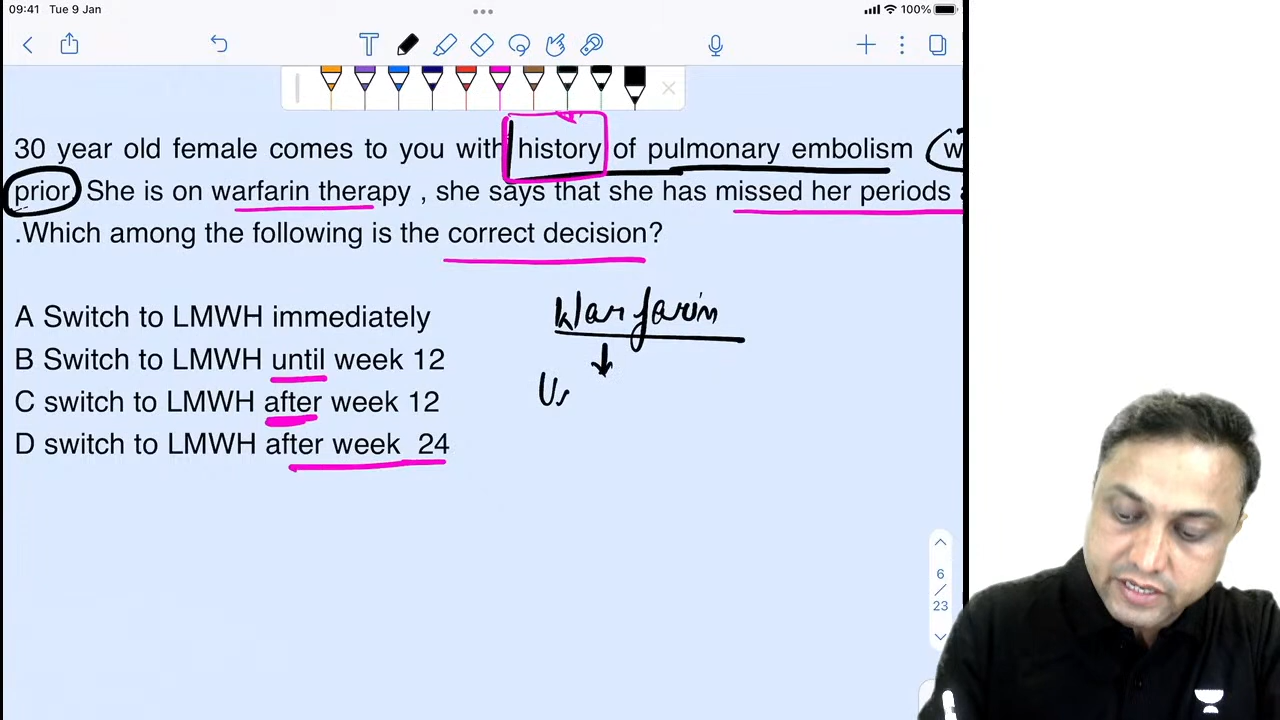 09:41 Tue 9 Jan
100%
T
30 year old female comes to you with history of pulmonary embolism
prior. She is on warfarin therapy , she says that she has missed her periods
.Which among the following is the correct decision?
A Switch to LMWH immediately
B Switch to LMWH until week 12
C switch to LMWH after week 12
D switch to LMWH after week 24
Warfarin
6
/
23